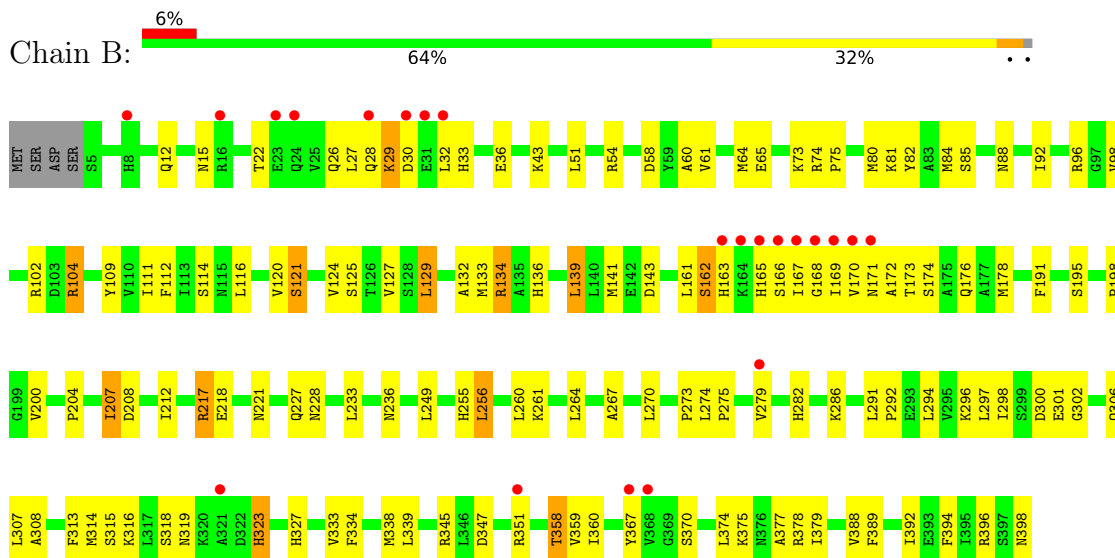 6%
Chain B:
64% 32% • •
MET SER ASP SER S5 H8 Q12 N15 R16 T22 E23 Q24 V25 Q26 L27 Q28 K29 D30 E31 L32 H33 E36 K43 L51 R54 D58 Y59 A60 V61 M64 E65 K73 R74 P75 M80 K81 Y82 A83 M84 S85 N88 I92 R96 G97 V98
R102 D103 R104 Y109 V110 I111 F112 I113 S114 N115 L116 V120 S121 V124 S125 T126 V127 S128 L129 A132 M133 R134 A135 H136 L139 L140 M141 E142 D143 L161 S162 H163 K164 H165 S166 I167 G168 I169 V170 N171 A172 T173 S174 A175 Q176 A177 M178 F191 S195 R198
G199 V200 P204 I207 D208 I212 R217 E218 N221 Q227 N228 L233 N236 L249 H255 L256 L260 K261 L264 A267 L270 P273 L274 P275 V279 H282 K286 L291 P292 E293 L294 V295 K296 L297 I298 S299 D300 E301 G302
L307 A308 F313 M314 S315 K316 L317 S318 N319 K320 A321 D322 H323 H327 V333 F334 M338 L339 R345 L346 D347 R351 T358 V359 I360 Y367 V368 G369 S370 L374 K375 N376 A377 R378 I379 V388 F389 I392 E393 F394 I395 R396 S397 N398